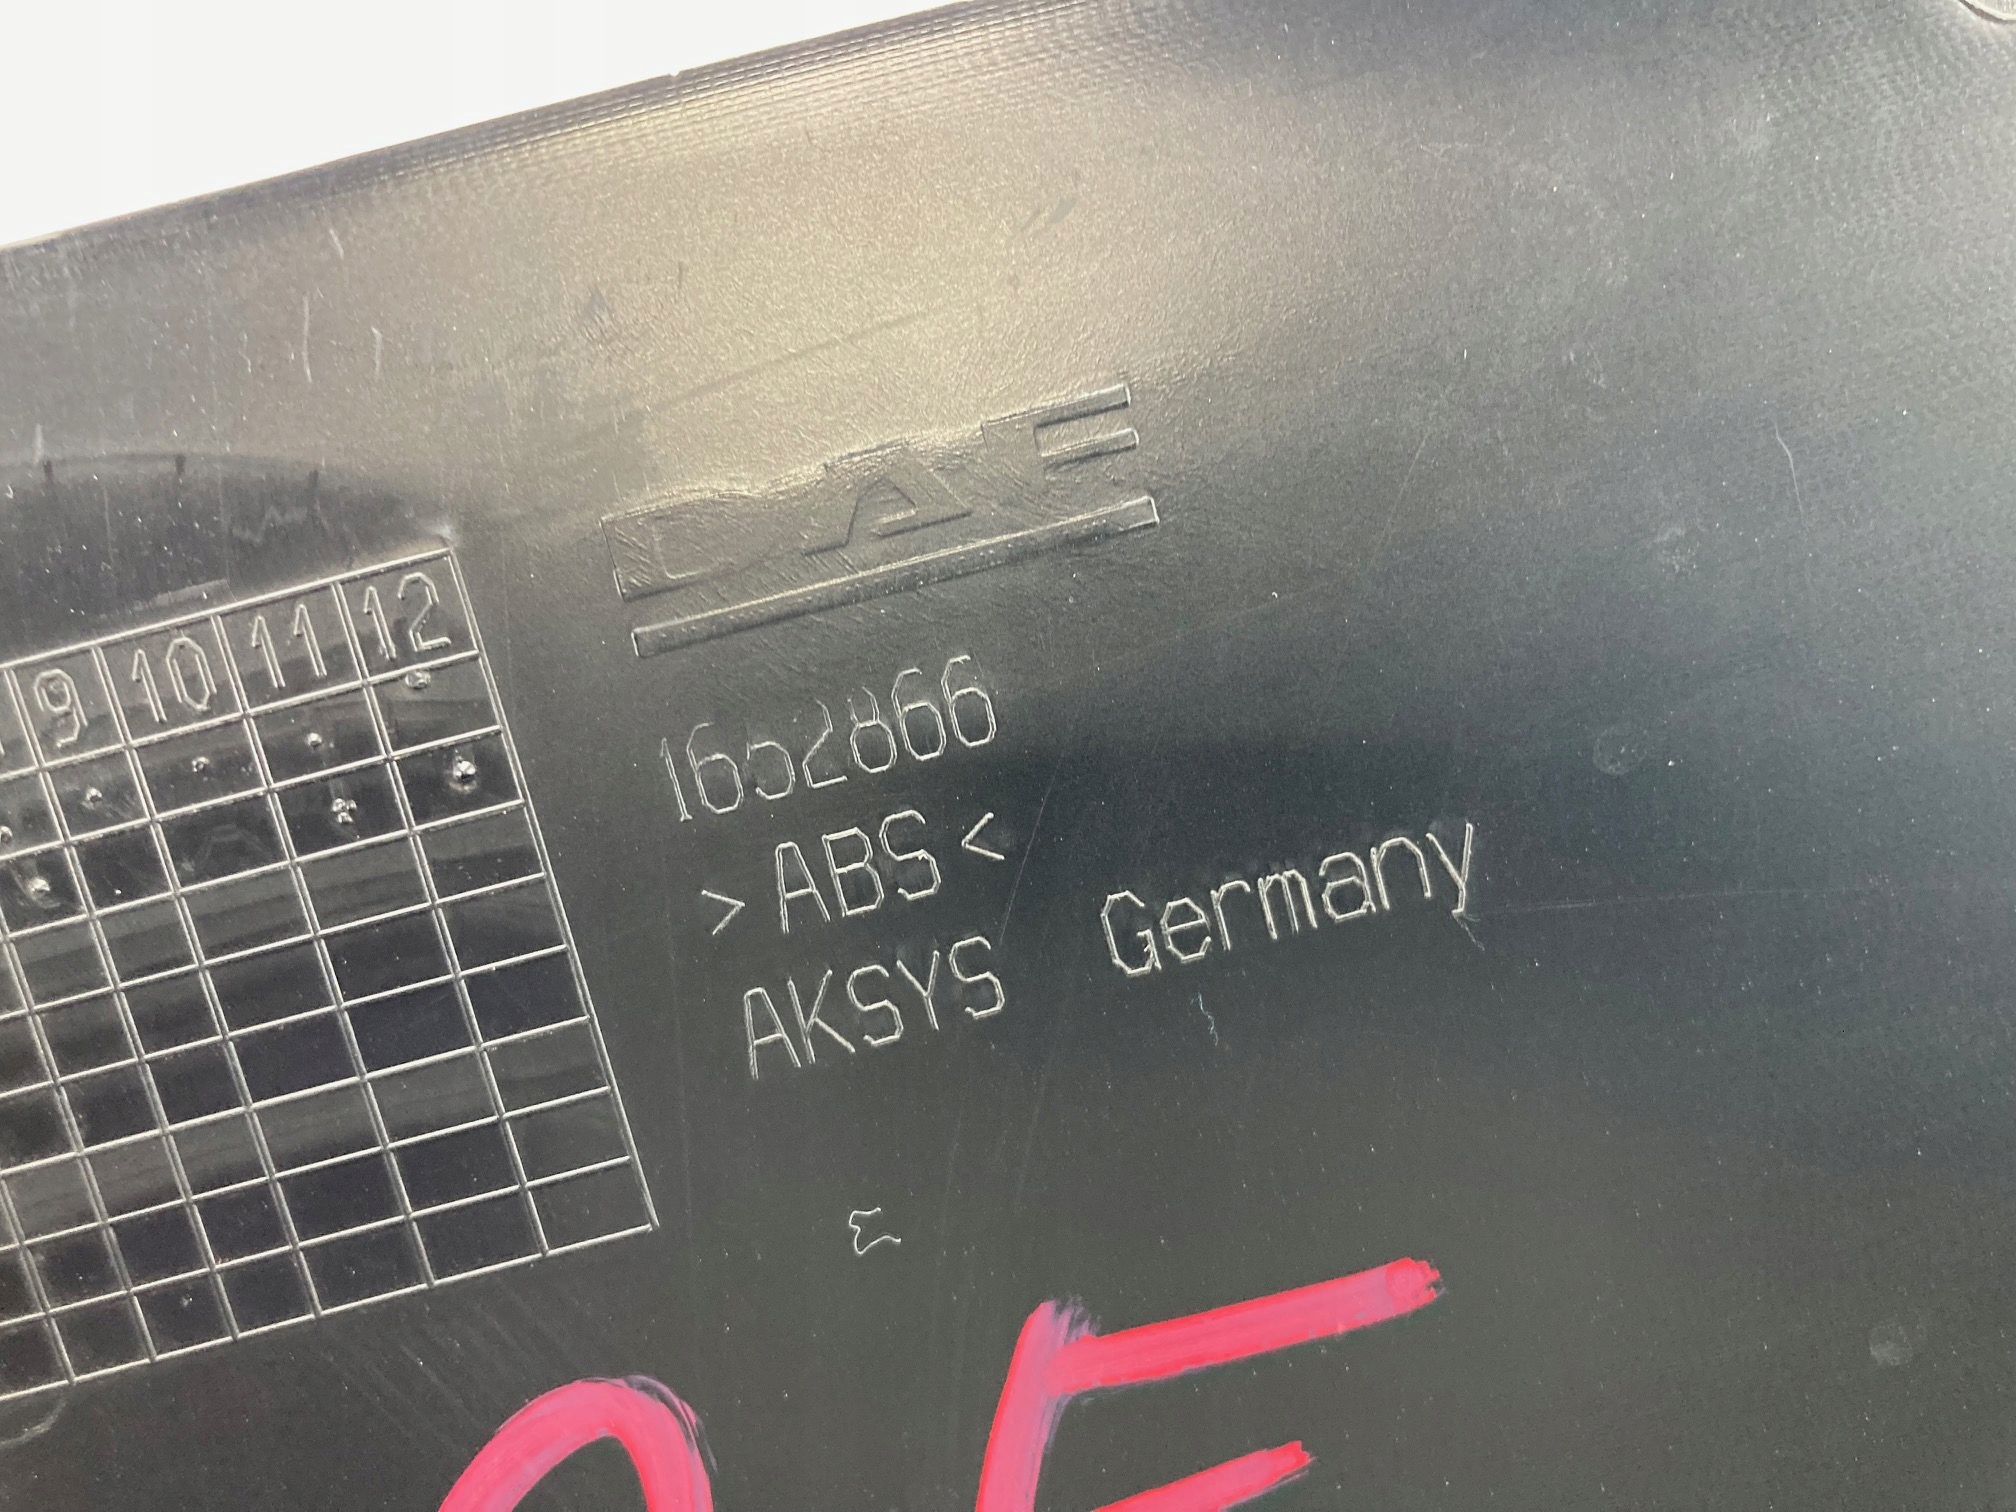 DAF
9 10 11 12
1652866
>ABS<
AKSYS Germany